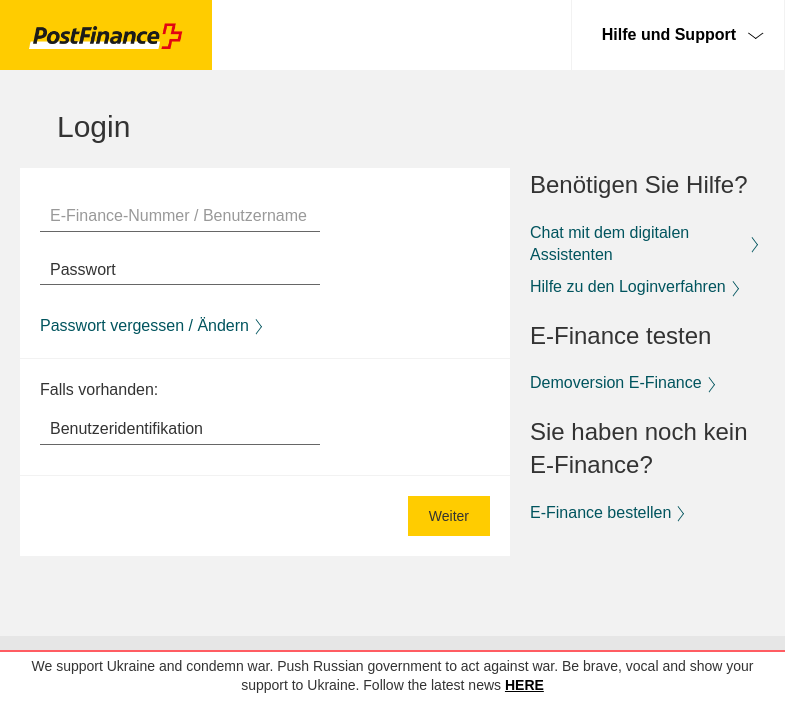 PostFinance
Hilfe und Support
Login
E-Finance-Nummer / Benutzername
Passwort
Passwort vergessen / Ändern
Falls vorhanden:
Benutzeridentifikation
Weiter
Benötigen Sie Hilfe?
Chat mit dem digitalen
Assistenten
Hilfe zu den Loginverfahren
E-Finance testen
Demoversion E-Finance
Sie haben noch kein
E-Finance?
E-Finance bestellen
We support Ukraine and condemn war. Push Russian government to act against war. Be brave, vocal and show your
support to Ukraine. Follow the latest news HERE